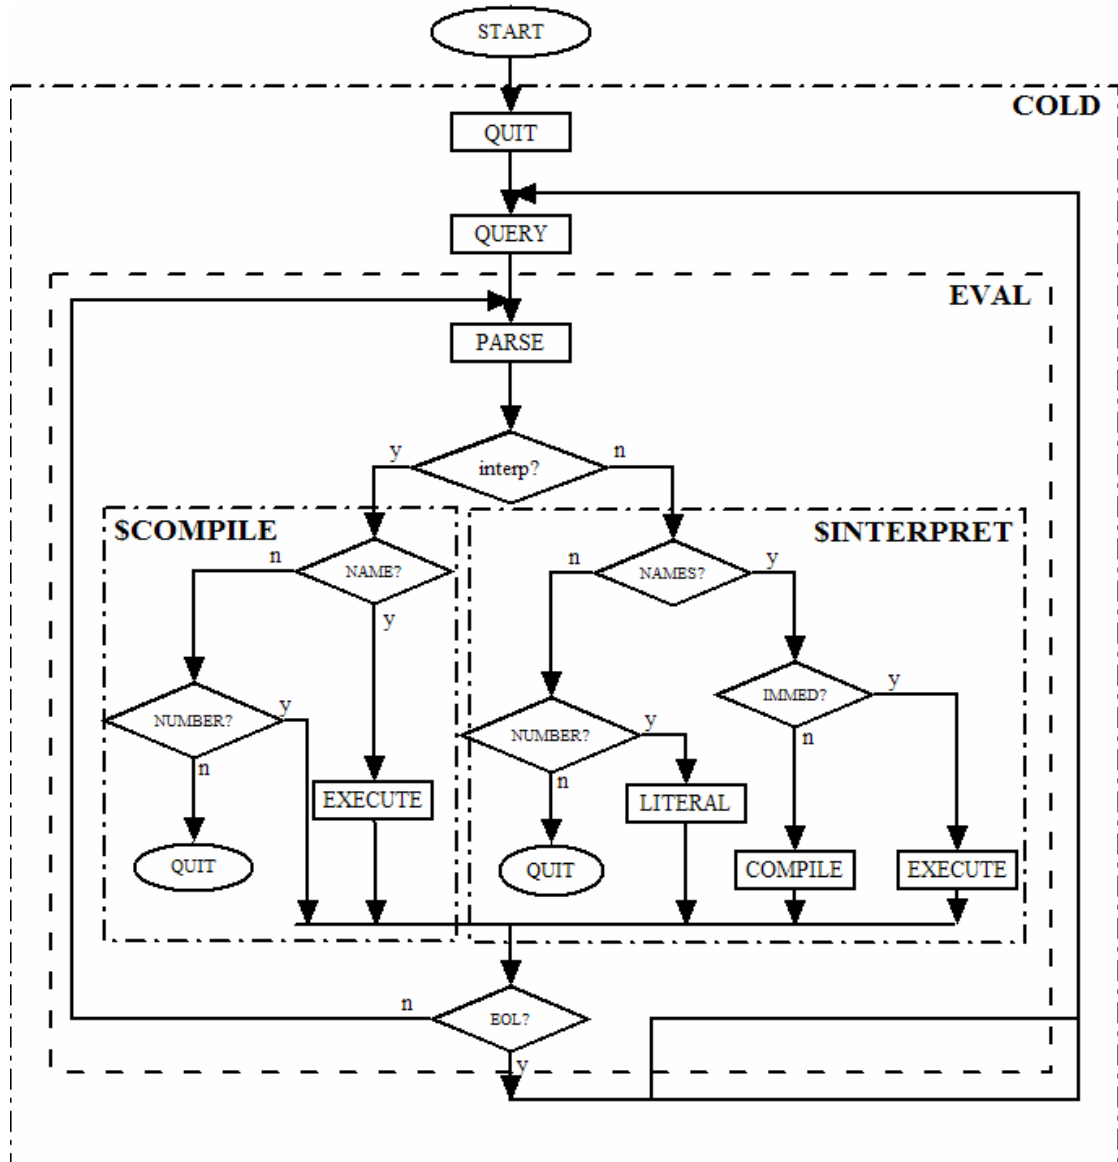 START
COLD
QUIT
QUERY
EVAL
PARSE
y
interp?
n
$COMPILE
n
NAME?
y
NUMBER?
y
n
EXECUTE
QUIT
$INTERPRET
n
NAMES?
y
IMMED?
y
n
NUMBER?
y
n
LITERAL
QUIT
COMPILE
EXECUTE
n
EOL?
y